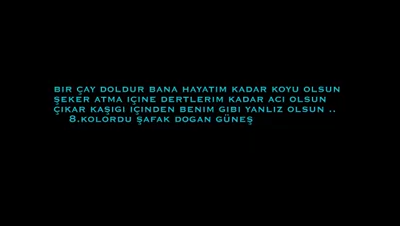 BIR ÇAY DOLDUR BANA HAYATIM KADAR KOYU OLSUN
ŞEKER ATMA IÇINE DERTLERIM KADAR ACI OLSUN
ÇIKAR KAŞIGI IÇINDEN BENIM GIBI YANLIZ OLSUN ..
8.KOLORDU ŞAFAK DOGAN GÜNEŞ